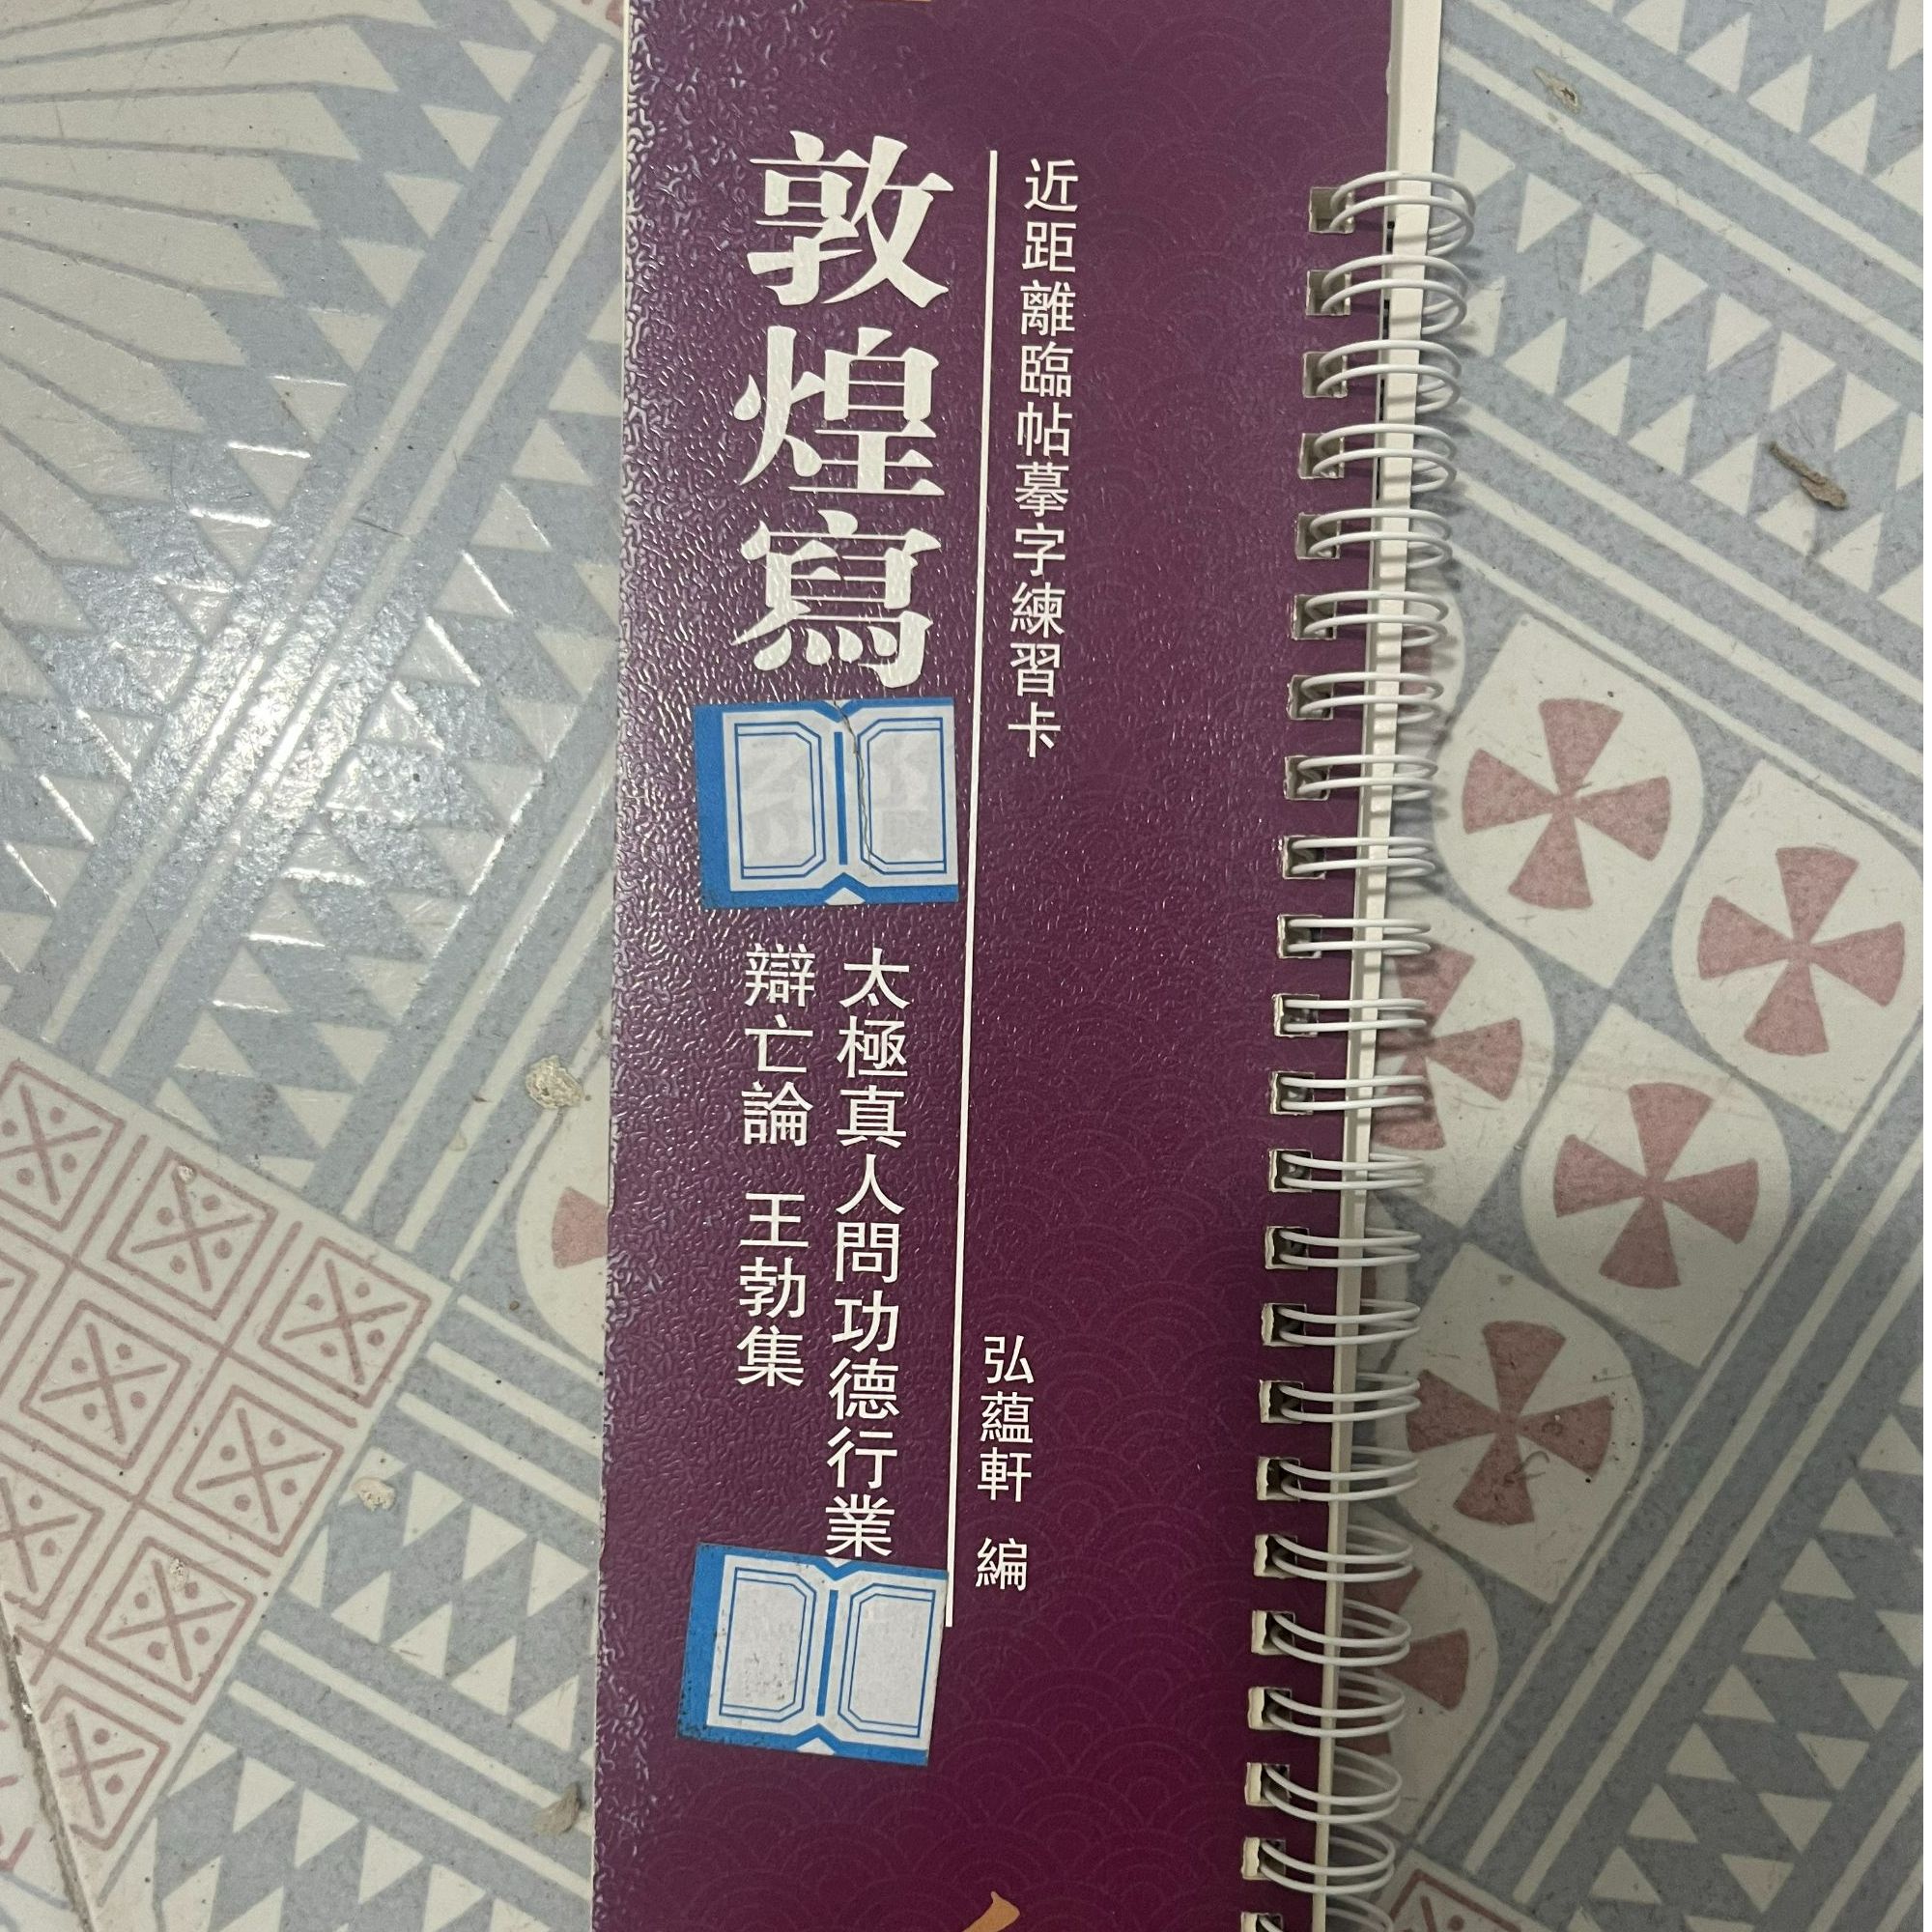 近距離臨帖摹字練習卡
弘蘊軒 編
敦煌寫
太極真人問功德行業
辯亡論 王勃集